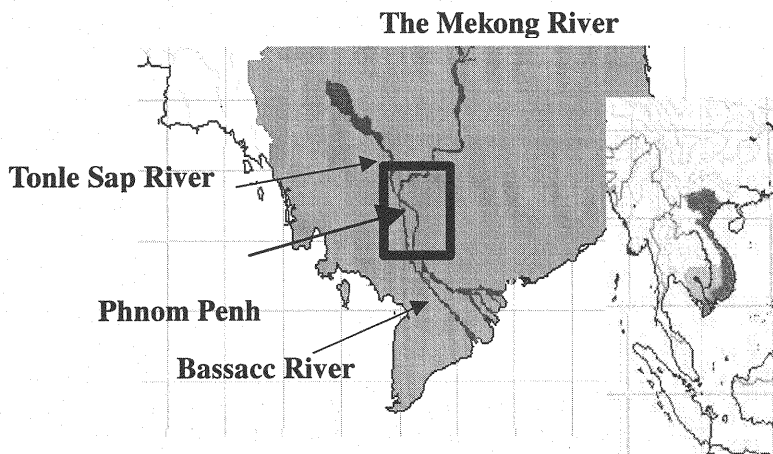 The Mekong River
Tonle Sap River
Phnom Penh
Bassacc River